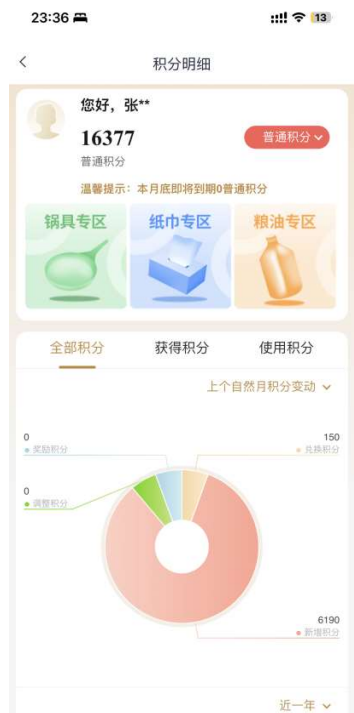 23:36
13
积分明细
您好，张**
16377
普通积分
普通积分
温馨提示：本月底即将到期0普通积分
锅具专区 纸巾专区 粮油专区
全部积分 获得积分 使用积分
上个自然月积分变动
0
奖励积分
150
兑换积分
0
调整积分
6190
新增积分
近一年